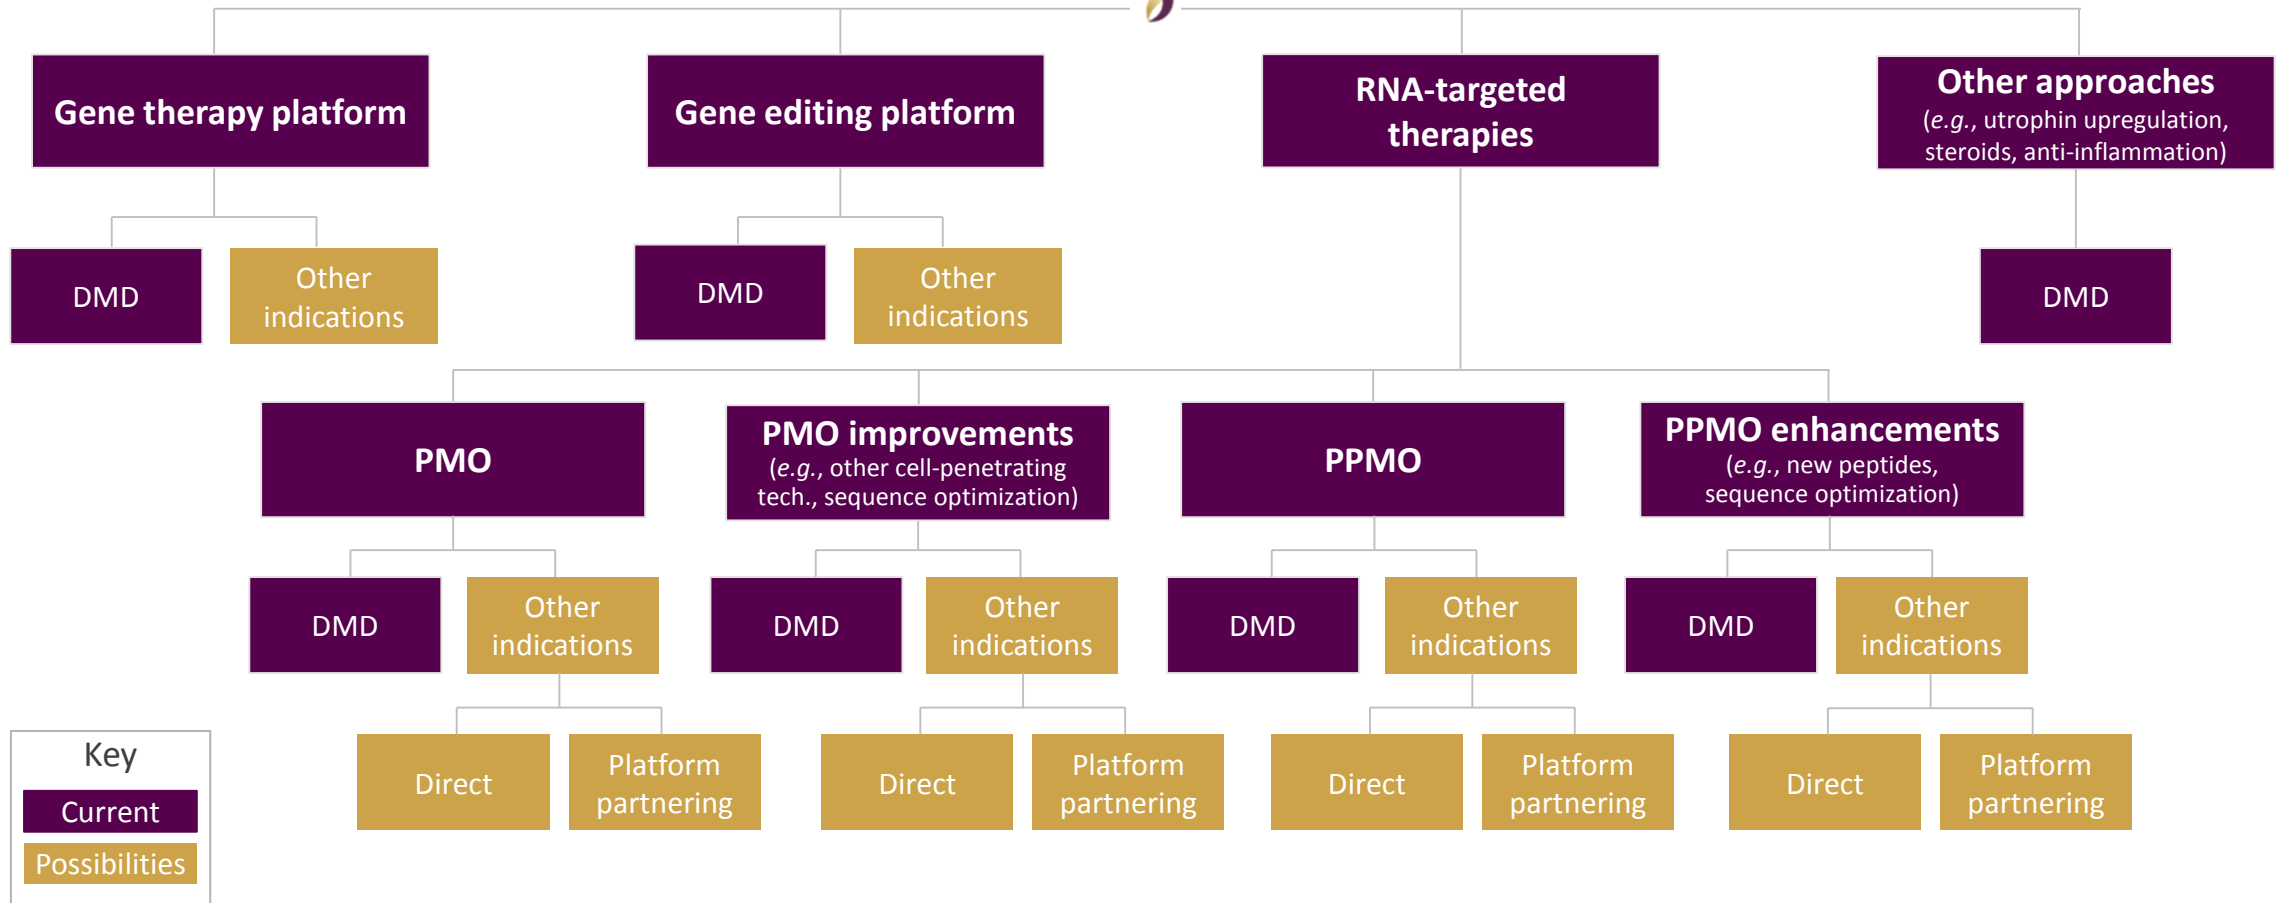 Gene therapy platform
Gene editing platform
RNA-targeted
therapies
Other approaches
(e.g., utrophin upregulation,
steroids, anti-inflammation)
DMD
Other
indications
DMD
Other
indications
DMD
PMO
PMO improvements
(e.g., other cell-penetrating
tech., sequence optimization)
PPMO
PPMO enhancements
(e.g., new peptides,
sequence optimization)
DMD
Other
indications
DMD
Other
indications
DMD
Other
indications
DMD
Other
indications
Direct
Platform
partnering
Direct
Platform
partnering
Direct
Platform
partnering
Direct
Platform
partnering
Key
Current
Possibilities